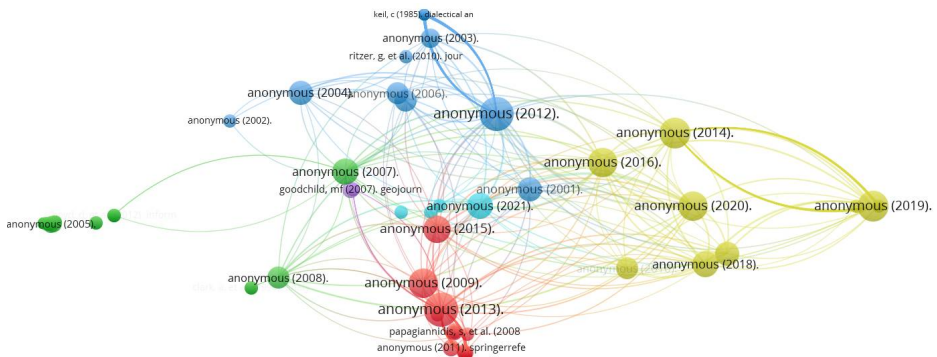 keil, c (1985). dialectical an
anonymous (2003).
ritzer, g, et al. (2010). jour
anonymous (2004).
anonymous (2006).
anonymous (2012).
anonymous (2002).
anonymous (2014).
anonymous (2016).
anonymous (2007).
goodchild, mf (2007). geojourn
anonymous (2001).
anonymous (2021).
anonymous (2020).
anonymous (2019).
anonymous (2005).
anonymous (2015).
anonymous (2018).
anonymous (2008).
anonymous (2009).
anonymous (2013).
papagiannidis, s, et al. (2008
anonymous (2011). springerrefe